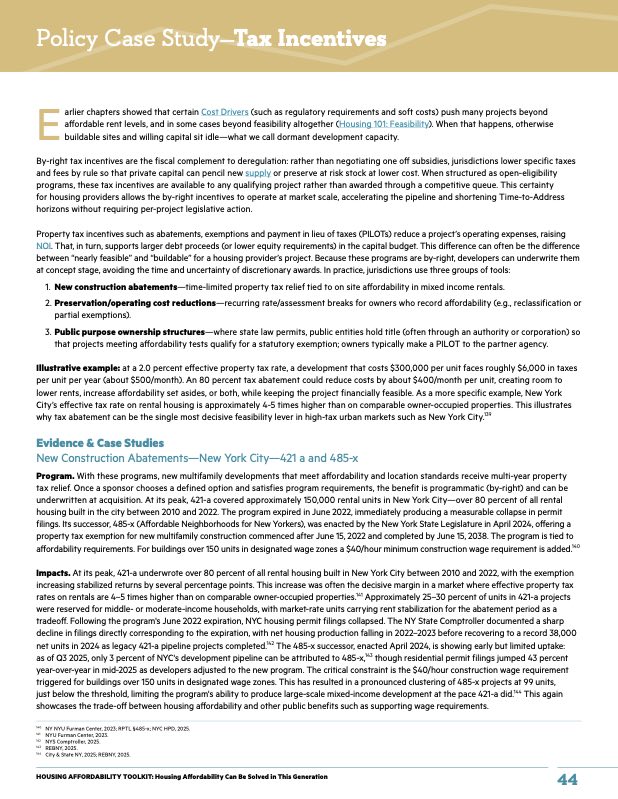 Policy Case Study—Tax Incentives
Earlier chapters showed that certain Cost Drivers (such as regulatory requirements and soft costs) push many projects beyond
affordable rent levels, and in some cases beyond feasibility altogether (Housing 101: Feasibility). When that happens, otherwise
buildable sites and willing capital sit idle—what we call dormant development capacity.
By-right tax incentives are the fiscal complement to deregulation: rather than negotiating one off subsidies, jurisdictions lower specific taxes
and fees by rule so that private capital can pencil new supply or preserve at risk stock at lower cost. When structured as open-eligibility
programs, these tax incentives are available to any qualifying project rather than awarded through a competitive queue. This certainty
for housing providers allows the by-right incentives to operate at market scale, accelerating the pipeline and shortening Time-to-Address
horizons without requiring per-project legislative action.
Property tax incentives such as abatements, exemptions and payment in lieu of taxes (PILOTs) reduce a project's operating expenses, raising
NOI. That, in turn, supports larger debt proceeds (or lower equity requirements) in the capital budget. This difference can often be the difference
between "nearly feasible" and "buildable" for a housing provider's project. Because these programs are by-right, developers can underwrite them
at concept stage, avoiding the time and uncertainty of discretionary awards. In practice, jurisdictions use three groups of tools:
1. New construction abatements—time-limited property tax relief tied to on site affordability in mixed income rentals.
2. Preservation/operating cost reductions—recurring rate/assessment breaks for owners who record affordability (e.g., reclassification or
partial exemptions).
3. Public purpose ownership structures—where state law permits, public entities hold title (often through an authority or corporation) so
that projects meeting affordability tests qualify for a statutory exemption; owners typically make a PILOT to the partner agency.
Illustrative example: at a 2.0 percent effective property tax rate, a development that costs $300,000 per unit faces roughly $6,000 in taxes
per unit per year (about $500/month). An 80 percent tax abatement could reduce costs by about $400/month per unit, creating room to
lower rents, increase affordability set asides, or both, while keeping the project financially feasible. As a more specific example, New York
City's effective tax rate on rental housing is approximately 4-5 times higher than on comparable owner-occupied properties. This illustrates
why tax abatement can be the single most decisive feasibility lever in high-tax urban markets such as New York City.139
Evidence & Case Studies
New Construction Abatements—New York City—421 a and 485-x
Program. With these programs, new multifamily developments that meet affordability and location standards receive multi-year property
tax relief. Once a sponsor chooses a defined option and satisfies program requirements, the benefit is programmatic (by-right) and can be
underwritten at acquisition. At its peak, 421-a covered approximately 150,000 rental units in New York City—over 80 percent of all rental
housing built in the city between 2010 and 2022. The program expired in June 2022, immediately producing a measurable collapse in permit
filings. Its successor, 485-x (Affordable Neighborhoods for New Yorkers), was enacted by the New York State Legislature in April 2024, offering a
property tax exemption for new multifamily construction commenced after June 15, 2022 and completed by June 15, 2038. The program is tied to
affordability requirements. For buildings over 150 units in designated wage zones a $40/hour minimum construction wage requirement is added.140
Impacts. At its peak, 421-a underwrote over 80 percent of all rental housing built in New York City between 2010 and 2022, with the exemption
increasing stabilized returns by several percentage points. This increase was often the decisive margin in a market where effective property tax
rates on rentals are 4–5 times higher than on comparable owner-occupied properties.141 Approximately 25–30 percent of units in 421-a projects
were reserved for middle- or moderate-income households, with market-rate units carrying rent stabilization for the abatement period as a
tradeoff. Following the program's June 2022 expiration, NYC housing permit filings collapsed. The NY State Comptroller documented a sharp
decline in filings directly corresponding to the expiration, with net housing production falling in 2022–2023 before recovering to a record 38,000
net units in 2024 as legacy 421-a pipeline projects completed.142 The 485-x successor, enacted April 2024, is showing early but limited uptake:
as of Q3 2025, only 3 percent of NYC's development pipeline can be attributed to 485-x,143 though residential permit filings jumped 43 percent
year-over-year in mid-2025 as developers adjusted to the new program. The critical constraint is the $40/hour construction wage requirement
triggered for buildings over 150 units in designated wage zones. This has resulted in a pronounced clustering of 485-x projects at 99 units,
just below the threshold, limiting the program's ability to produce large-scale mixed-income development at the pace 421-a did.144 This again
showcases the trade-off between housing affordability and other public benefits such as supporting wage requirements.
140 NY NYU Furman Center, 2023; RPTL §485-x; NYC HPD, 2025.
141 NYU Furman Center, 2023.
142 NYS Comptroller, 2025.
143 REBNY, 2025.
144 City & State NY, 2025; REBNY, 2025.
HOUSING AFFORDABILITY TOOLKIT: Housing Affordability Can Be Solved in This Generation
44